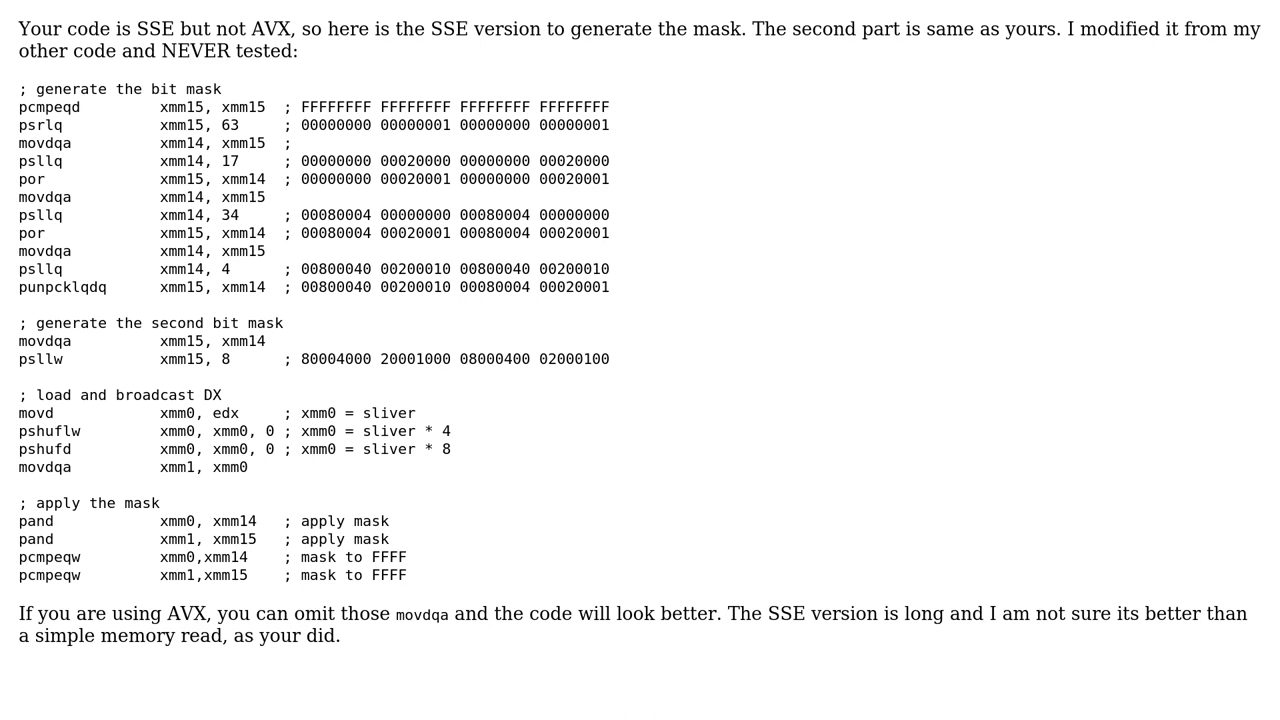 Your code is SSE but not AVX, so here is the SSE version to generate the mask. The second part is same as yours. I modified it from my
other code and NEVER tested:
; generate the bit mask
pcmpeqd      xmm15, xmm15  ; FFFFFFFF FFFFFFFF FFFFFFFF FFFFFFFF
psrlq           xmm15, 63     ; 00000000 00000001 00000000 00000001
movdqa          xmm14, xmm15  ;
psllq           xmm14, 17     ; 00000000 00020000 00000000 00020000
por             xmm15, xmm14  ; 00000000 00020001 00000000 00020001
movdqa          xmm14, xmm15
psllq           xmm14, 34     ; 00080004 00000000 00080004 00000000
por             xmm15, xmm14  ; 00080004 00020001 00080004 00020001
movdqa          xmm14, xmm15
psllq           xmm14, 4      ; 00800040 00200010 00800040 00200010
punpcklqdq      xmm15, xmm14  ; 00800040 00200010 00080004 00020001
; generate the second bit mask
movdqa          xmm15, xmm14
psllw           xmm15, 8      ; 80004000 20001000 08000400 02000100
; load and broadcast DX
movd            xmm0, edx     ; xmm0 = sliver
pshuflw         xmm0, xmm0, 0 ; xmm0 = sliver * 4
pshufd          xmm0, xmm0, 0 ; xmm0 = sliver * 8
movdqa          xmm1, xmm0
; apply the mask
pand            xmm0, xmm14   ; apply mask
pand            xmm1, xmm15   ; apply mask
pcmpeqw         xmm0,xmm14    ; mask to FFFF
pcmpeqw         xmm1,xmm15    ; mask to FFFF
If you are using AVX, you can omit those movdqa and the code will look better. The SSE version is long and I am not sure its better than
a simple memory read, as your did.